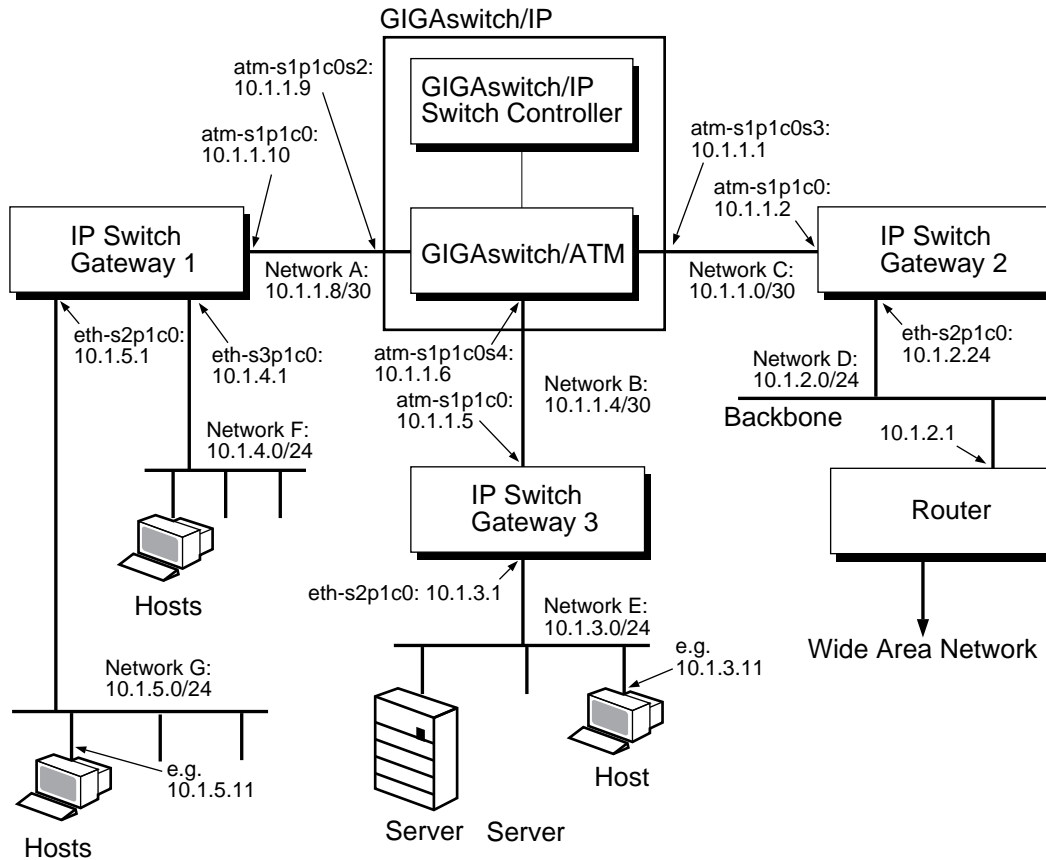 GIGAswitch/IP
atm-s1p1c0s2:
10.1.1.9
GIGAswitch/IP
Switch Controller
atm-s1p1c0:
10.1.1.10
atm-s1p1c0s3:
10.1.1.1
atm-s1p1c0:
10.1.1.2
IP Switch
Gateway 1
GIGAswitch/ATM
IP Switch
Gateway 2
Network A:
10.1.1.8/30
Network C:
10.1.1.0/30
eth-s2p1c0:
10.1.5.1
eth-s3p1c0:
10.1.4.1
atm-s1p1c0s4:
10.1.1.6
eth-s2p1c0:
10.1.2.24
Network D:
10.1.2.0/24
Network B:
10.1.1.4/30
atm-s1p1c0:
10.1.1.5
Backbone
10.1.2.1
Network F:
10.1.4.0/24
IP Switch
Gateway 3
Router
Hosts
eth-s2p1c0: 10.1.3.1
Network E:
10.1.3.0/24
Wide Area Network
e.g.
10.1.3.11
Network G:
10.1.5.0/24
e.g.
10.1.5.11
Host
Server Server
Hosts